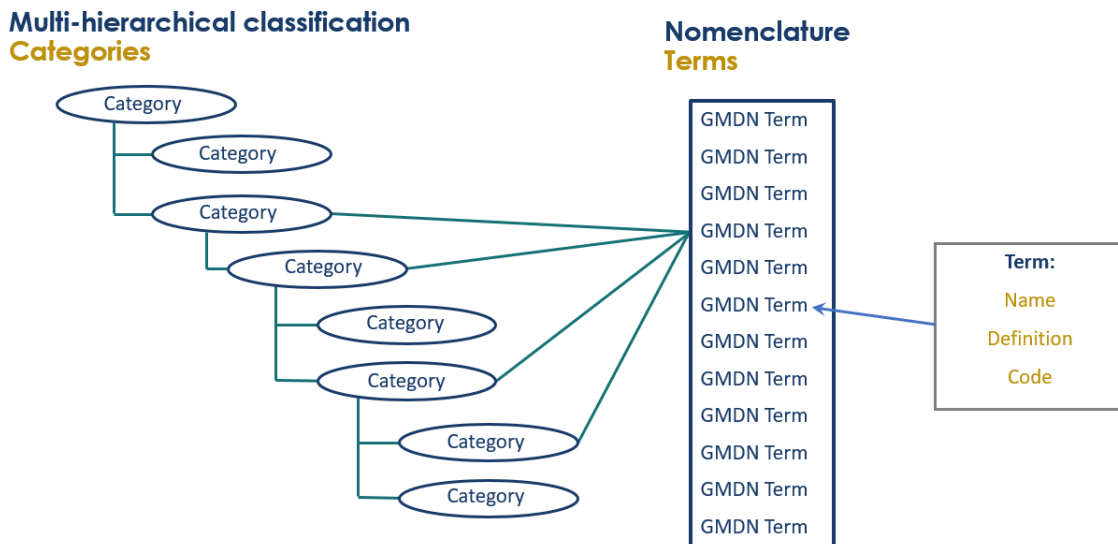 Multi-hierarchical classification
Categories
Nomenclature
Terms
Category
Category
Category
Category
Category
Category
Category
Category
GMDN Term
GMDN Term
GMDN Term
GMDN Term
GMDN Term
GMDN Term
GMDN Term
GMDN Term
GMDN Term
GMDN Term
GMDN Term
GMDN Term
Term:
Name
Definition
Code